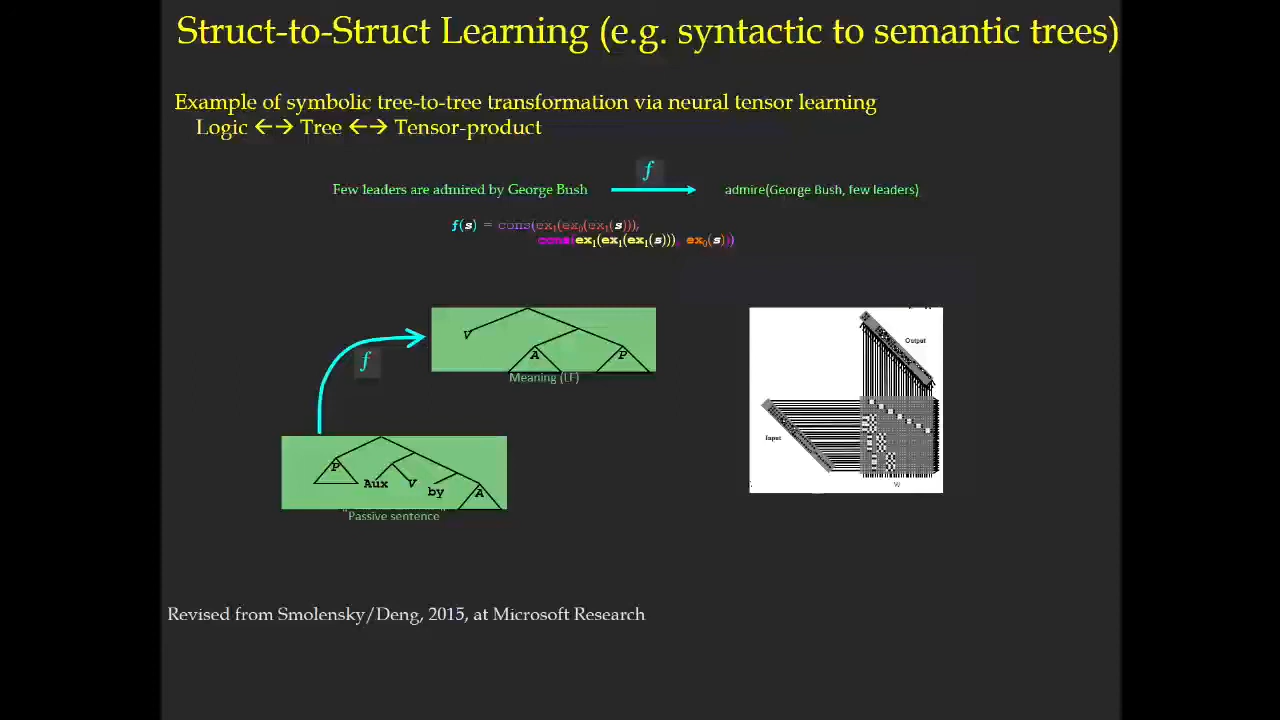 Struct-to-Struct Learning (e.g. syntactic to semantic trees)
Example of symbolic tree-to-tree transformation via neural tensor learning
Logic ←→ Tree ←→ Tensor-product
f
Few leaders are admired by George Bush
admire(George Bush, few leaders)
f(s) = cons(ex₁(ex₀(ex₁(s))),
cons(ex₁(ex₁(ex₁(s))), ex₀(s)))
f
V
A
P
Meaning (LF)
P
Aux
V
by
A
"Passive sentence"
Output
Input
W
Revised from Smolensky/Deng, 2015, at Microsoft Research